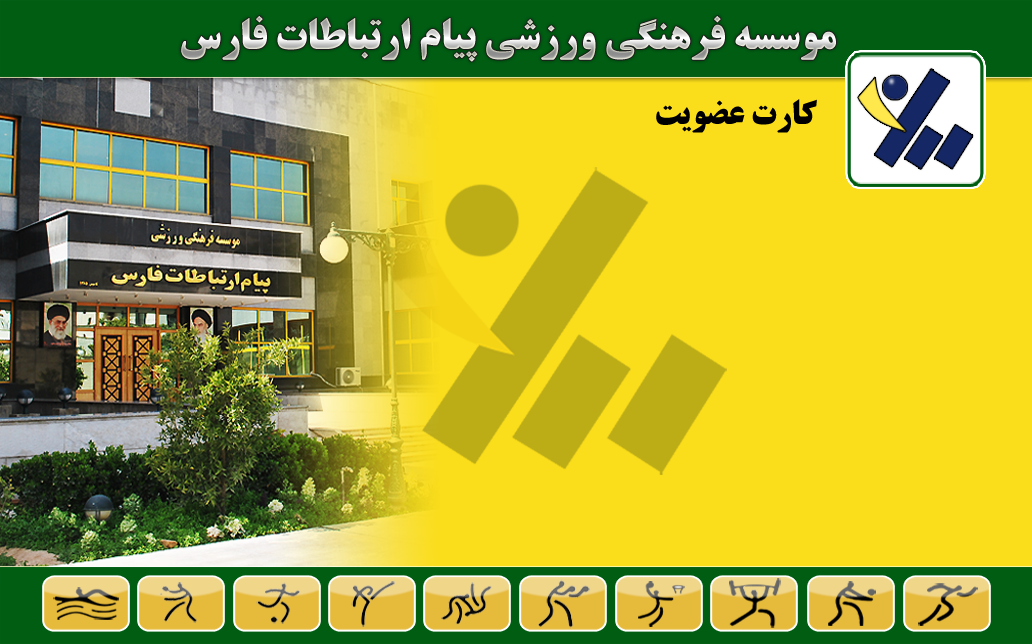 موسسه فرهنگی ورزشی پیام ارتباطات فارس
کارت عضویت
موسسه فرهنگی ورزشی
پیام ارتباطات فارس